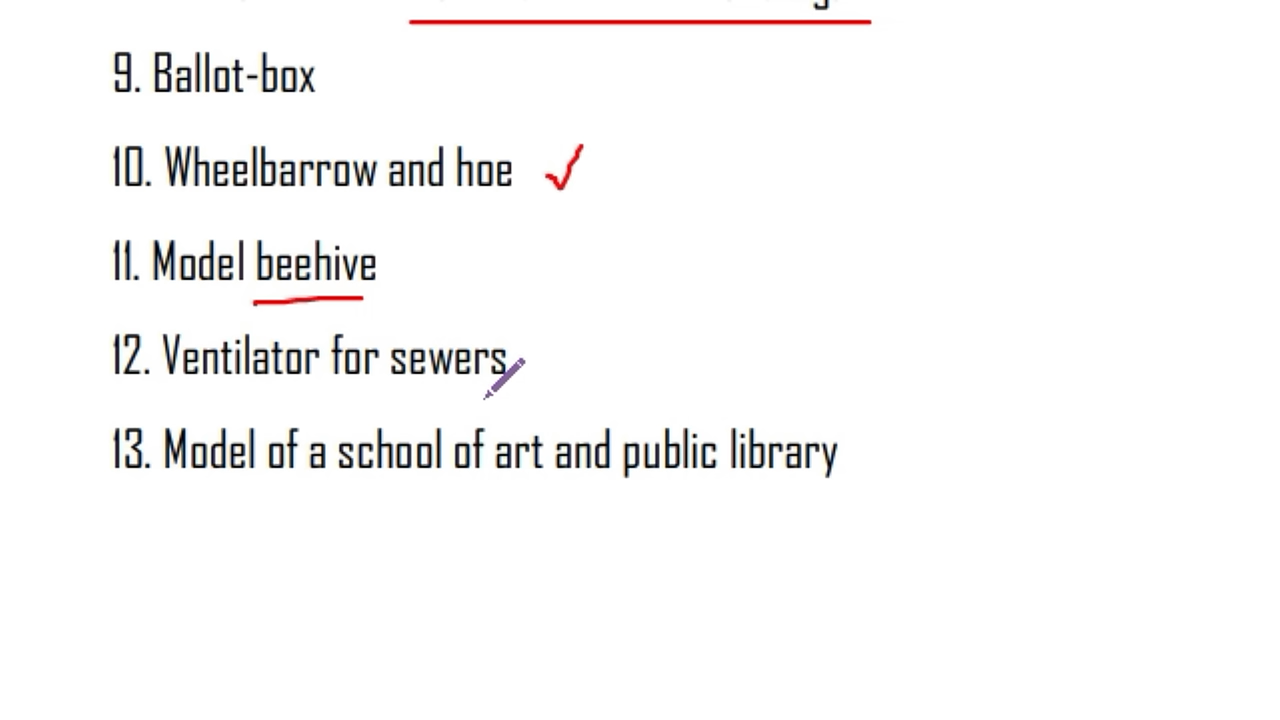 9. Ballot-box
10. Wheelbarrow and hoe
11. Model beehive
12. Ventilator for sewers
13. Model of a school of art and public library